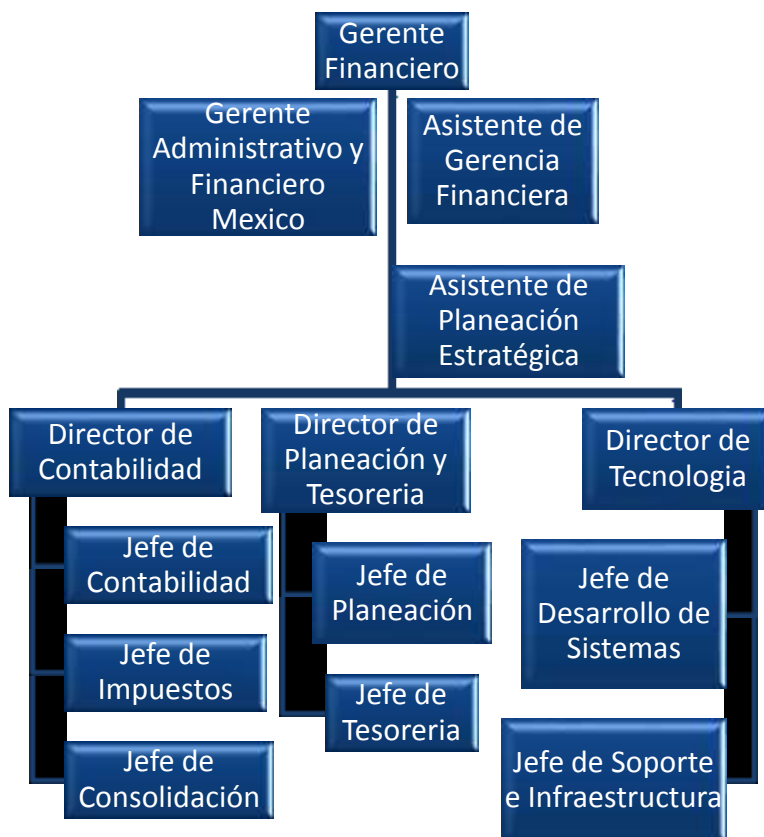 Gerente
Financiero
Gerente
Administrativo y
Financiero
Mexico
Asistente de
Gerencia
Financiera
Asistente de
Planeación
Estratégica
Director de
Contabilidad
Jefe de
Contabilidad
Jefe de
Impuestos
Jefe de
Consolidación
Director de
Planeación y
Tesoreria
Jefe de
Planeación
Jefe de
Tesoreria
Director de
Tecnologia
Jefe de
Desarrollo de
Sistemas
Jefe de Soporte
e Infraestructura